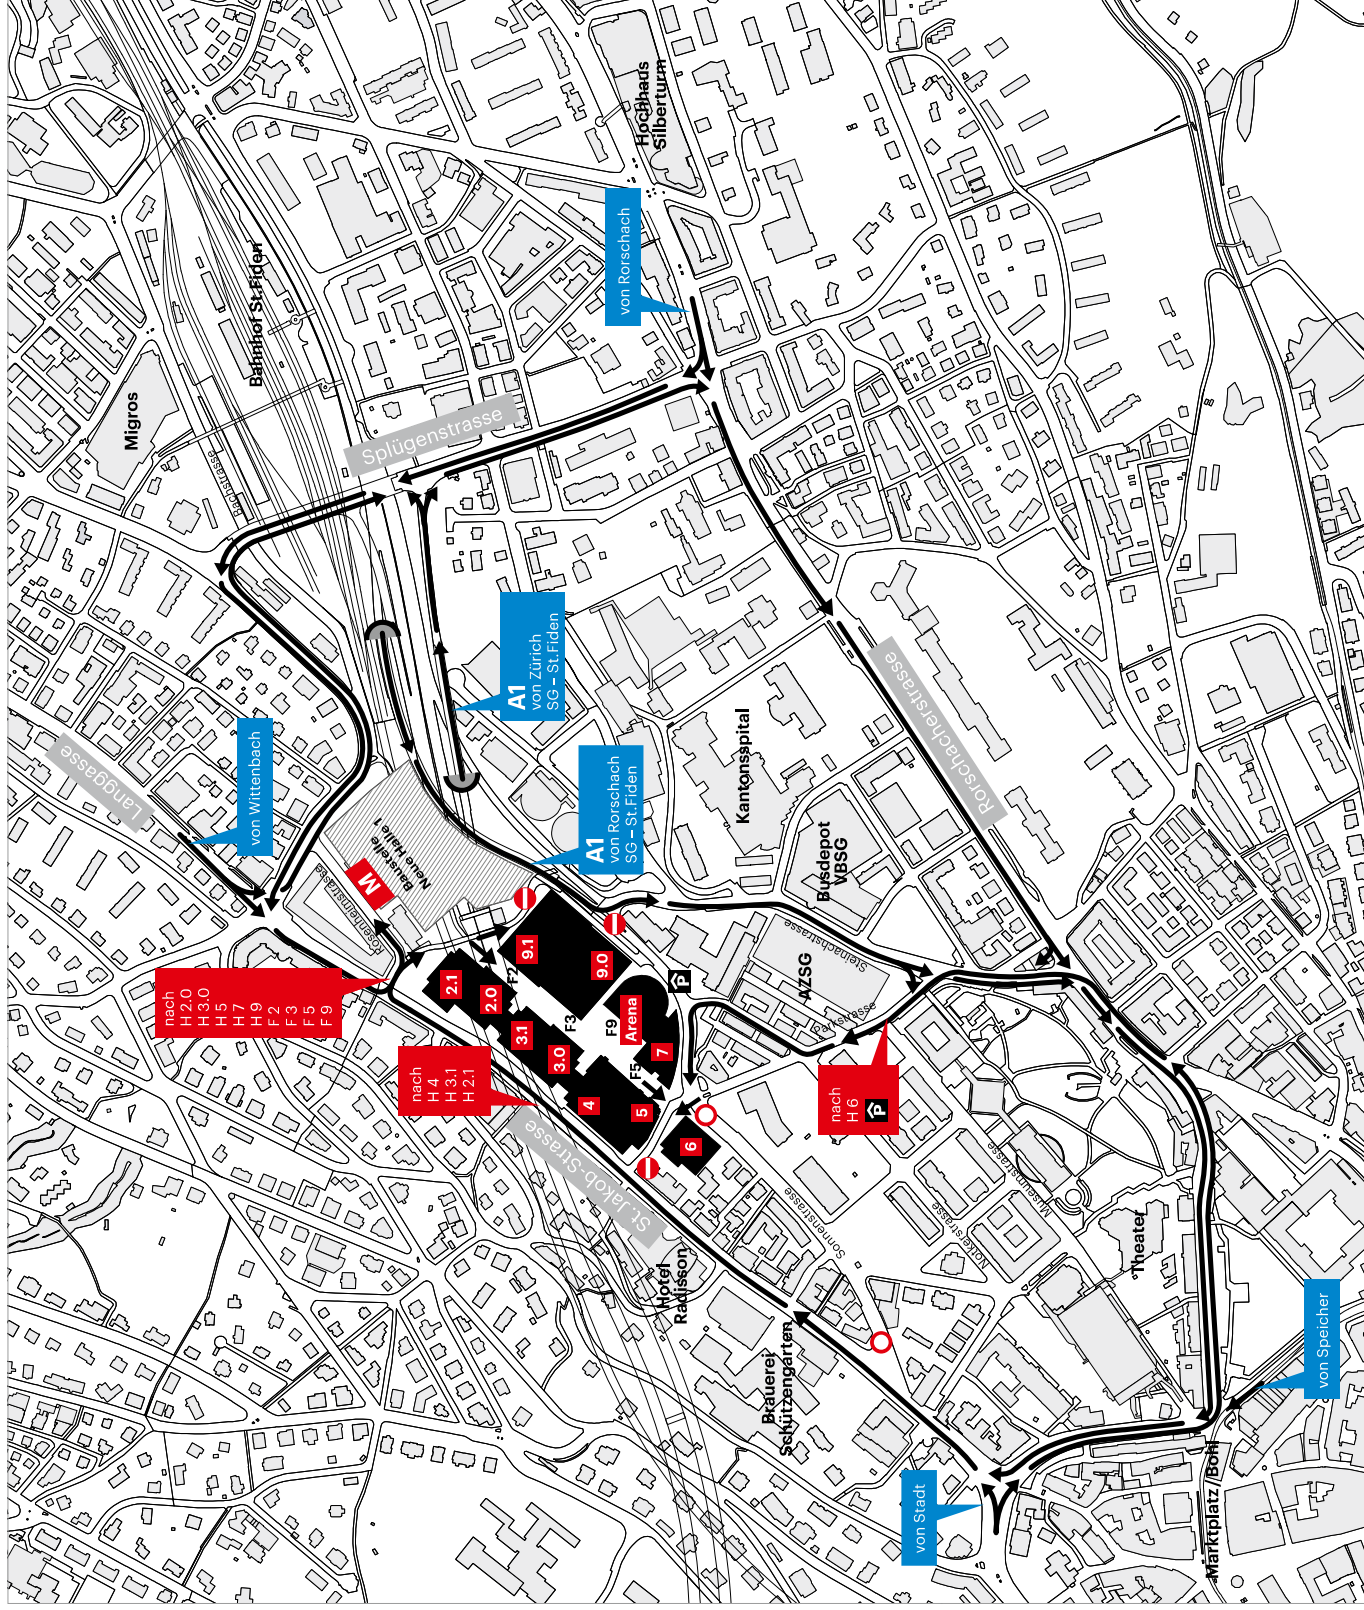 Langgasse
von Wittenbach
Migros
Bachstrasse
Bahnhof St.Fiden
Splügenstrasse
Hochhaus
Silberturm
von Rorschach
A1
von Zürich
SG – St.Fiden
A1
von Rorschach
SG – St.Fiden
Baustelle
Neue Halle 1
M
Rosenheimstrasse
nach
H 2.0
H 3.0
H 5
H 7
H 9
F 2
F 3
F 5
F 9
nach
H 4
H 3.1
H 2.1
St.Jakob-Strasse
2.1
2.0
F2
9.1
9.0
3.1
3.0
F3
F9
Arena
4
5
F5
7
6
P
Kantonsspital
Busdepot
VBSG
Steinachstrasse
AZSG
Parkstrasse
nach
H 6
P
Rorschacherstrasse
Hotel
Radisson
Brauerei
Schützengarten
Sonnenstrasse
Notkerstrasse
Museumsstrasse
Theater
von Stadt
Marktplatz/Bohl
von Speicher